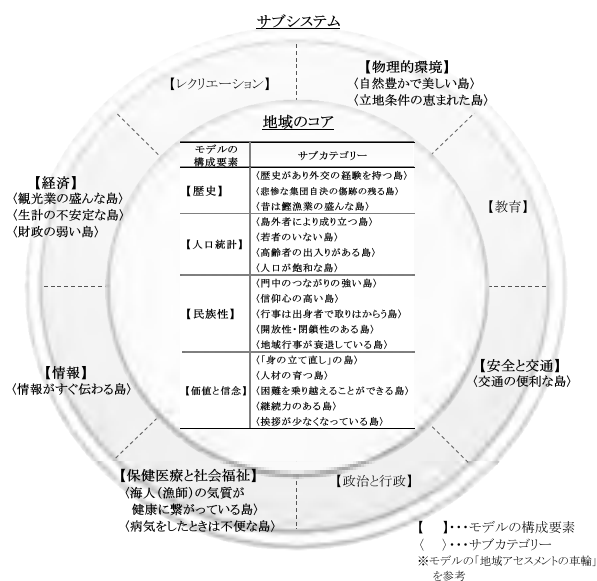 サブシステム
【レクリエーション】
【物理的環境】
〈自然豊かで美しい島〉
〈立地条件の恵まれた島〉
地域のコア
モデルの
構成要素
サブカテゴリー
【歴史】
〈歴史があり外交の経験を持つ島〉
〈悲惨な集団自決の傷跡の残る島〉
〈昔は鰹漁業の盛んな島〉
【人口統計】
〈島外者により成り立つ島〉
〈若者のいない島〉
〈高齢者の出入りがある島〉
〈人口が飽和な島〉
【民族性】
〈門中のつながりの強い島〉
〈信仰心の高い島〉
〈行事は出身者で取りはからう島〉
〈開放性・閉鎖性のある島〉
〈地域行事が衰退している島〉
【価値と信念】
〈「身の立て直し」の島〉
〈人材の育つ島〉
〈困難を乗り越えることができる島〉
〈継続力のある島〉
〈挨拶が少なくなっている島〉
【経済】
〈観光業の盛んな島〉
〈生計の不安定な島〉
〈財政の弱い島〉
【教育】
【情報】
〈情報がすぐ伝わる島〉
【安全と交通】
〈交通の便利な島〉
【保健医療と社会福祉】
〈海人(漁師)の気質が
健康に繋がっている島〉
〈病気をしたときは不便な島〉
【政治と行政】
【　】・・・モデルの構成要素
〈　〉・・・サブカテゴリー
※モデルの「地域アセスメントの車輪」
を参考